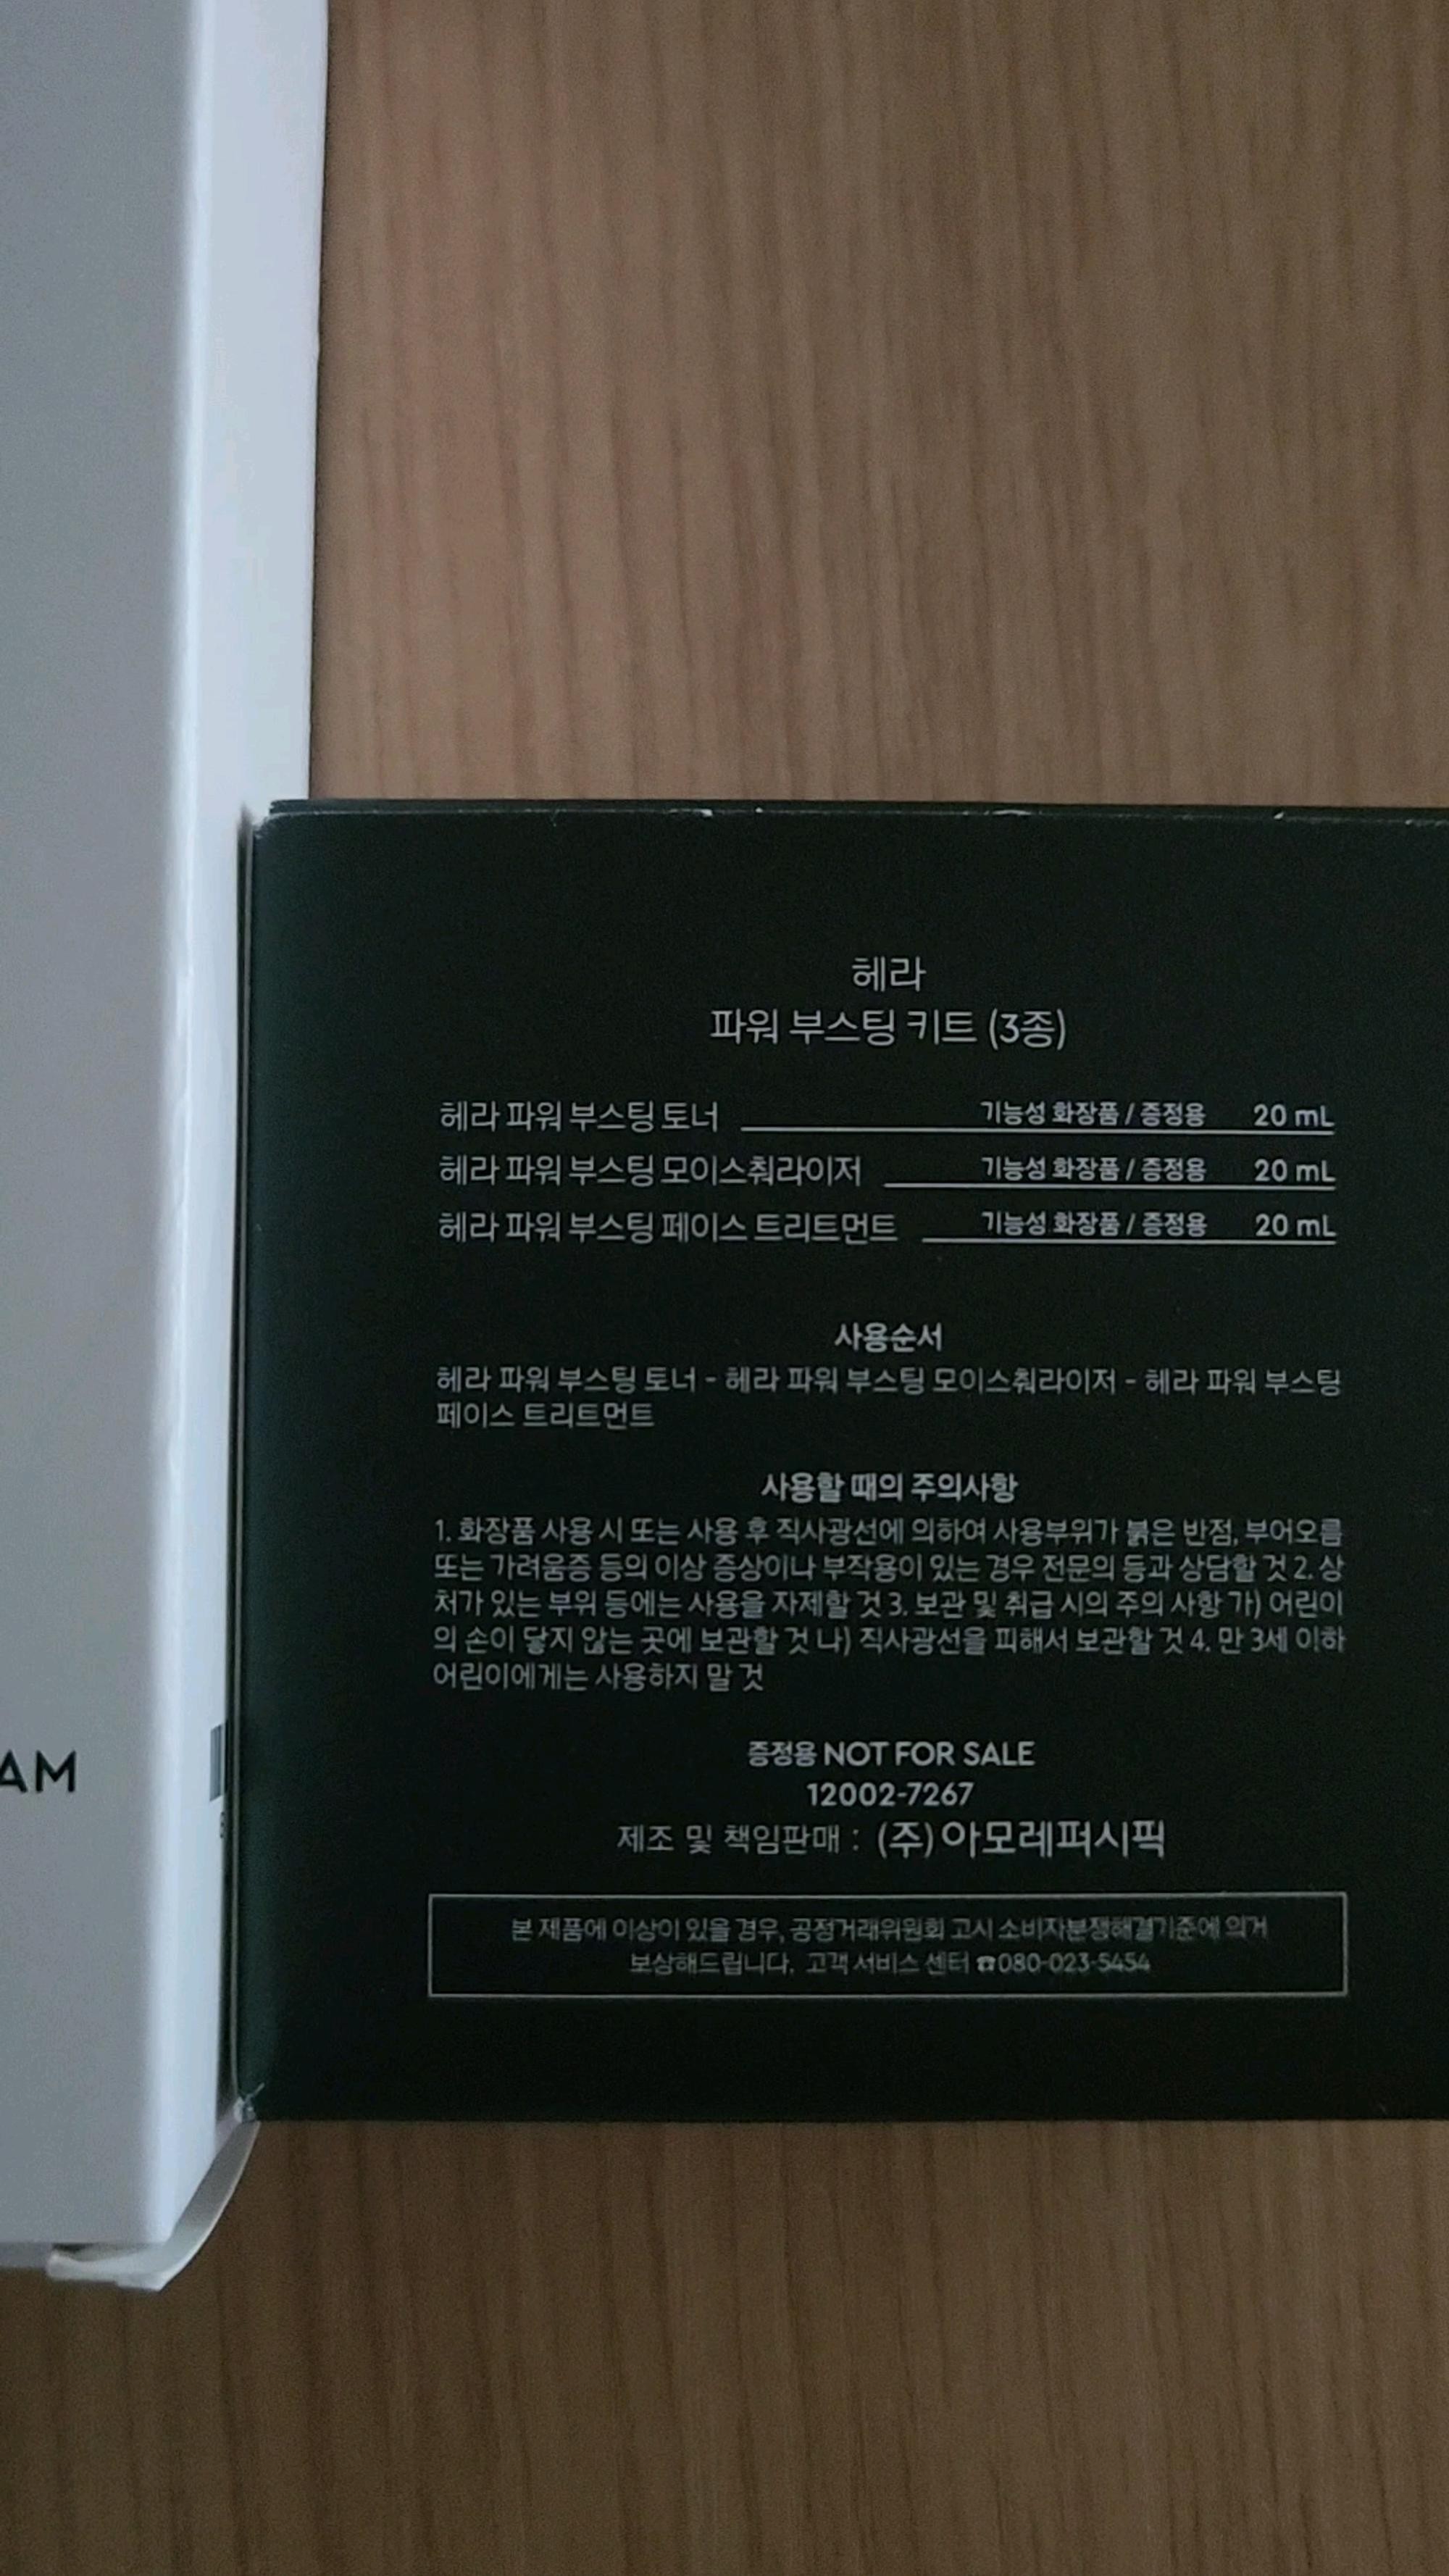 헤라
파워 부스팅 키트 (3종)
헤라 파워 부스팅 토너 기능성 화장품 / 증정용 20 mL
헤라 파워 부스팅 모이스춰라이저 기능성 화장품 / 증정용 20 mL
헤라 파워 부스팅 페이스 트리트먼트 기능성 화장품 / 증정용 20 mL
사용순서
헤라 파워 부스팅 토너 - 헤라 파워 부스팅 모이스춰라이저 - 헤라 파워 부스팅
페이스 트리트먼트
사용할 때의 주의사항
1. 화장품 사용 시 또는 사용 후 직사광선에 의하여 사용부위가 붉은 반점, 부어오름
또는 가려움증 등의 이상 증상이나 부작용이 있는 경우 전문의 등과 상담할 것 2. 상
처가 있는 부위 등에는 사용을 자제할 것 3. 보관 및 취급 시의 주의 사항 가) 어린이
의 손이 닿지 않는 곳에 보관할 것 나) 직사광선을 피해서 보관할 것 4. 만 3세 이하
어린이에게는 사용하지 말 것
AM
증정용 NOT FOR SALE
12002-7267
제조 및 책임판매 : (주)아모레퍼시픽
본 제품에 이상이 있을 경우, 공정거래위원회 고시 소비자분쟁해결기준에 의거
보상해드립니다. 고객 서비스 센터 ☎080-023-5454